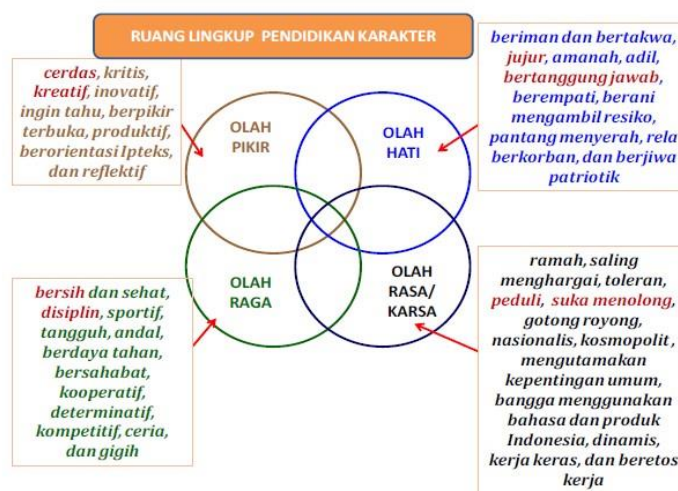 RUANG LINGKUP PENDIDIKAN KARAKTER
cerdas, kritis,
kreatif, inovatif,
ingin tahu, berpikir
terbuka, produktif,
berorientasi Ipteks,
dan reflektif
OLAH
PIKIR
OLAH
HATI
beriman dan bertakwa,
jujur, amanah, adil,
bertanggung jawab,
berempati, berani
mengambil resiko,
pantang menyerah, rela
berkorban, dan berjiwa
patriotik
bersih dan sehat,
disiplin, sportif,
tangguh, andal,
berdaya tahan,
bersahabat,
kooperatif,
determinatif,
kompetitif, ceria,
dan gigih
OLAH
RAGA
OLAH
RASA/
KARSA
ramah, saling
menghargai, toleran,
peduli, suka menolong,
gotong royong,
nasionalis, kosmopolit,
mengutamakan
kepentingan umum,
bangga menggunakan
bahasa dan produk
Indonesia, dinamis,
kerja keras, dan beretos
kerja